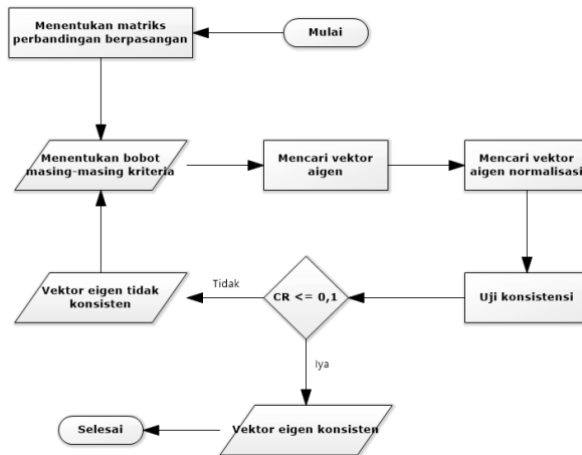 Menentukan matriks
perbandingan berpasangan
Mulai
Menentukan bobot
masing-masing kriteria
Mencari vektor
aigen
Mencari vektor
aigen normalisasi
Vektor eigen tidak
konsisten
Tidak
CR <= 0,1
Uji konsistensi
Iya
Selesai
Vektor eigen konsisten